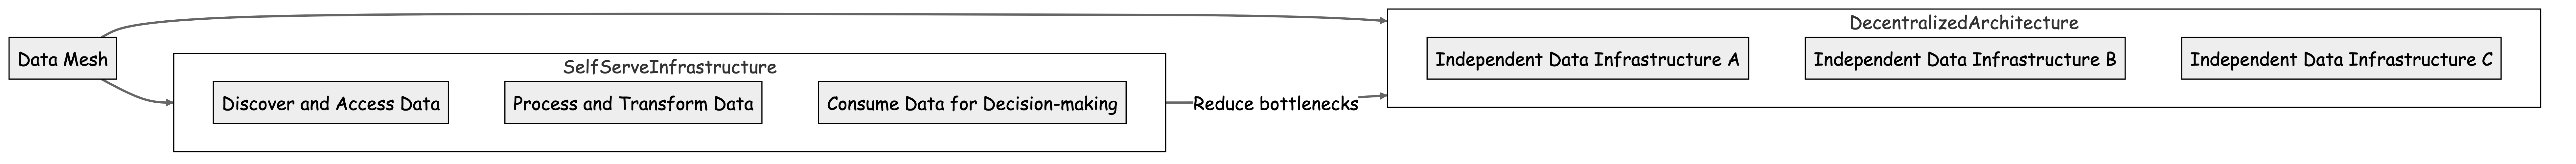 Data Mesh
SelfServeInfrastructure
Discover and Access Data
Process and Transform Data
Consume Data for Decision-making
Reduce bottlenecks
DecentralizedArchitecture
Independent Data Infrastructure A
Independent Data Infrastructure B
Independent Data Infrastructure C